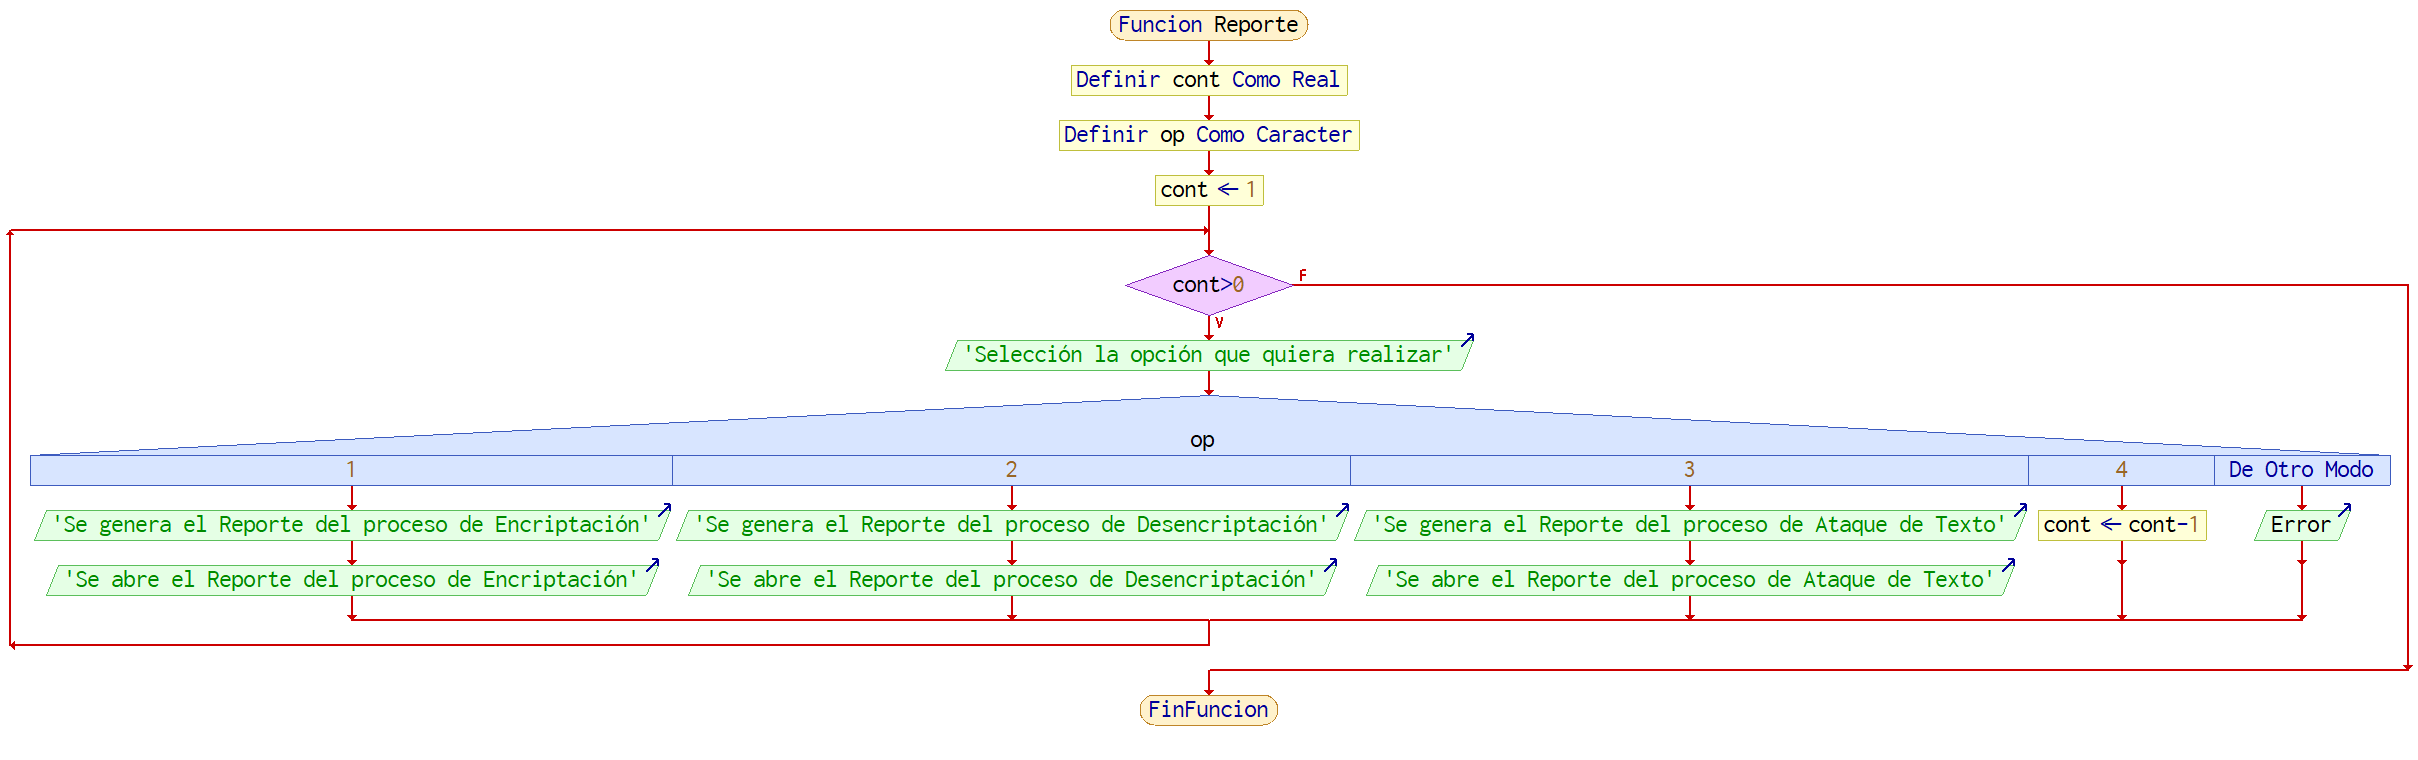 Funcion Reporte
Definir cont Como Real
Definir op Como Caracter
cont ← 1
cont>0
F
V
'Selección la opción que quiera realizar'
op
1 2 3 4 De Otro Modo
'Se genera el Reporte del proceso de Encriptación' 'Se genera el Reporte del proceso de Desencriptación' 'Se genera el Reporte del proceso de Ataque de Texto' cont ← cont-1 Error
'Se abre el Reporte del proceso de Encriptación' 'Se abre el Reporte del proceso de Desencriptación' 'Se abre el Reporte del proceso de Ataque de Texto'
FinFuncion